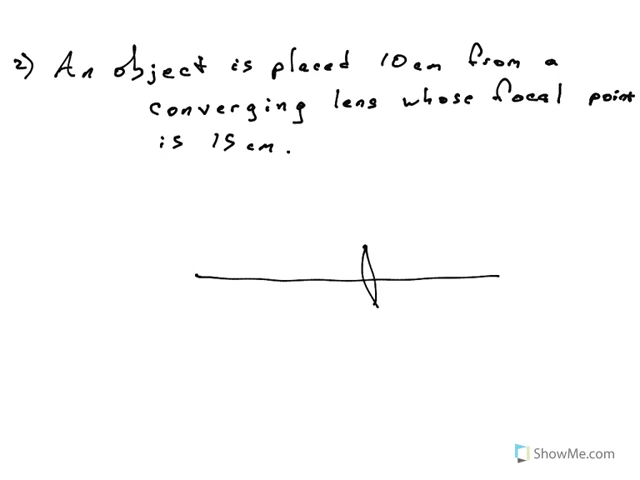 2) An object is placed 10cm from a
converging lens whose focal point
is 15cm.
ShowMe.com